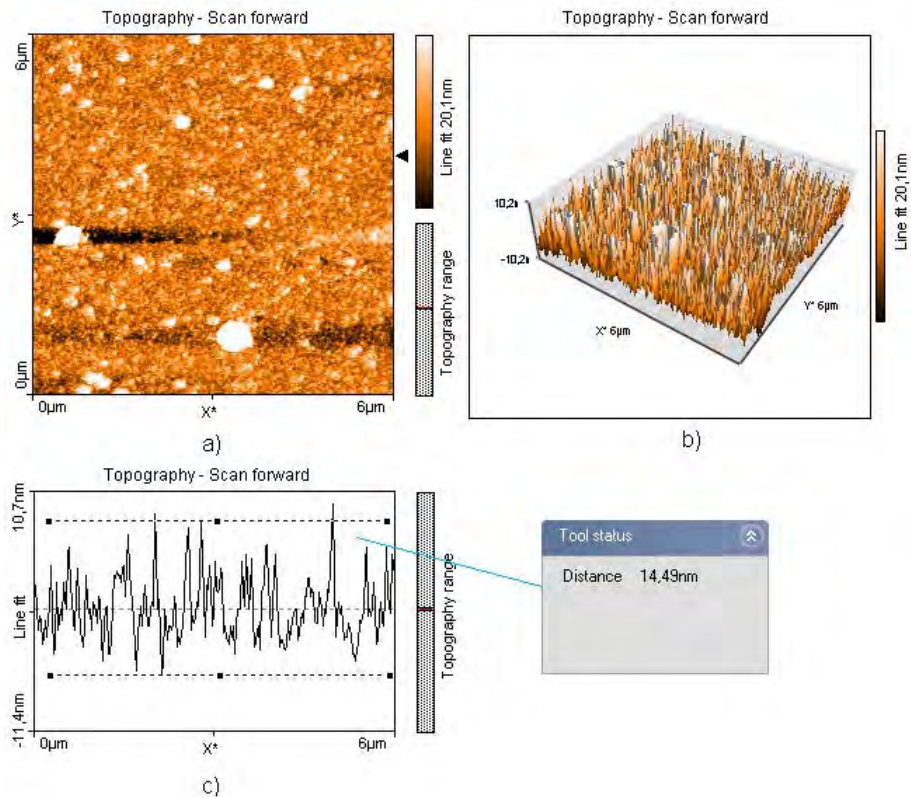 Topography - Scan forward
6µm
Y*
0µm
0µm
X*
6µm
Line fit 20,1nm
Topography range
a)
Topography - Scan forward
10,2n
-10,2n
X* 6µm
Y* 6µm
Line fit 20,1nm
b)
Topography - Scan forward
10,7nm
Line fit
-11,4nm
0µm
X*
6µm
Topography range
c)
Tool status
Distance 14,49nm